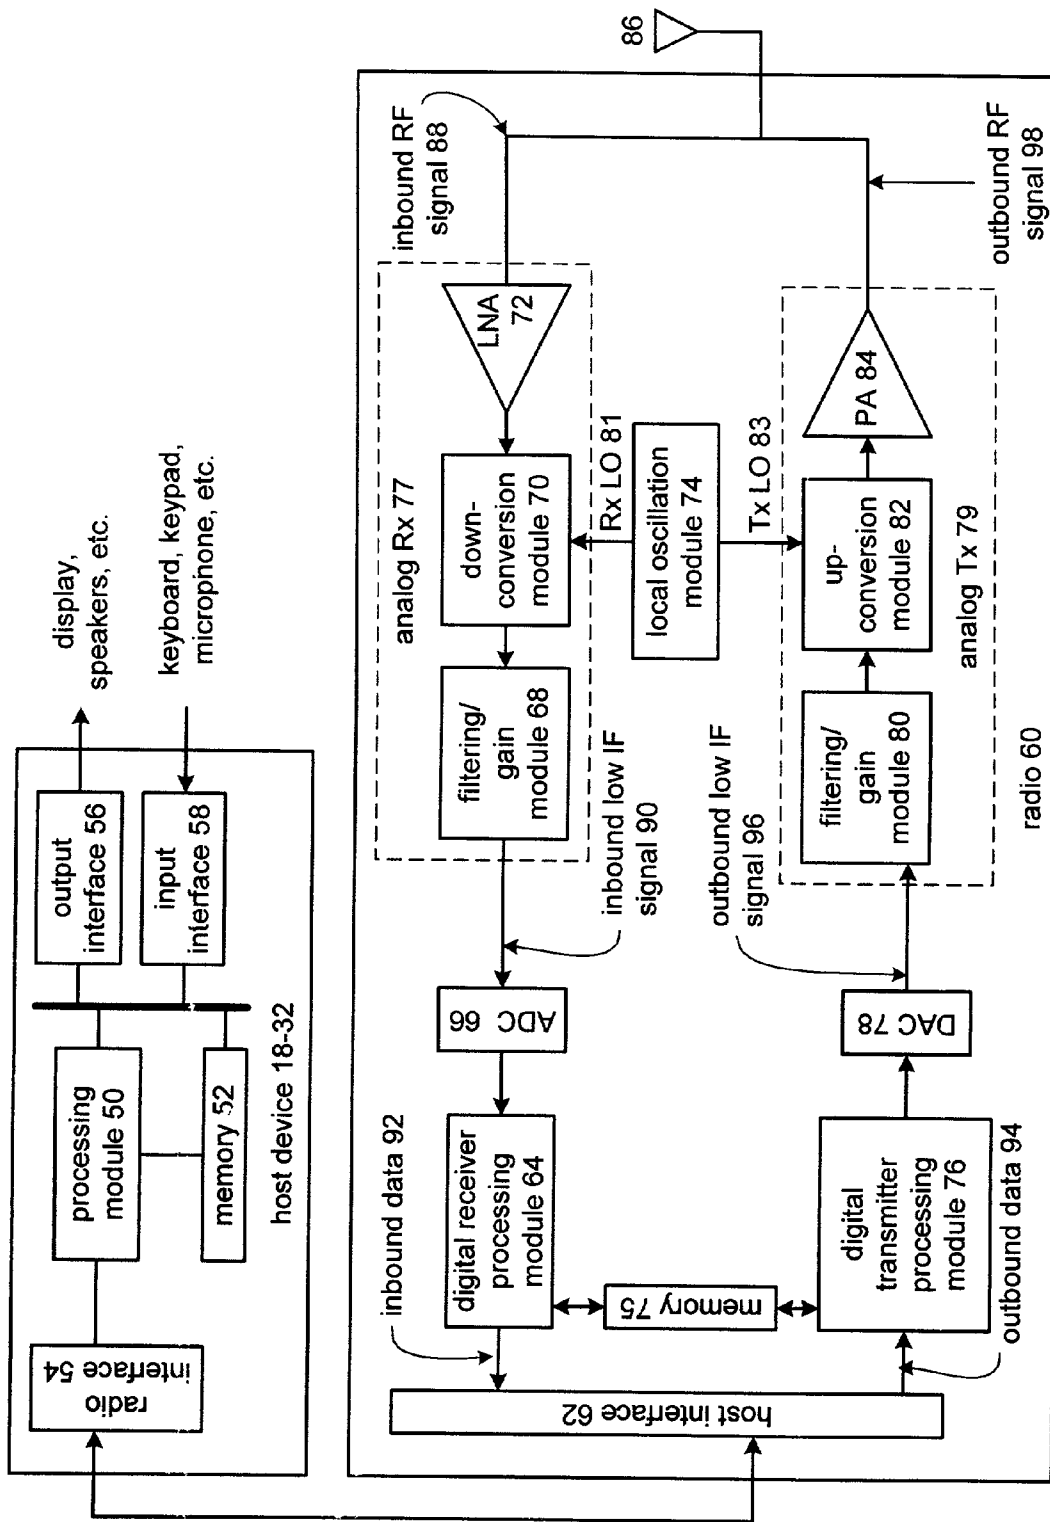 display,
speakers, etc.
keyboard, keypad,
microphone, etc.
output
interface 56
input
interface 58
processing
module 50
memory 52
radio
interface 54
host device 18-32
86
inbound RF
signal 88
outbound RF
signal 98
analog Rx 77
LNA
72
down-
conversion
module 70
filtering/
gain
module 68
inbound low IF
signal 90
ADC 66
digital receiver
processing
module 64
inbound data 92
Rx LO 81
local oscillation
module 74
Tx LO 83
memory 75
host interface 62
PA 84
up-
conversion
module 82
filtering/
gain
module 80
analog Tx 79
outbound low IF
signal 96
DAC 78
digital
transmitter
processing
module 76
outbound data 94
radio 60